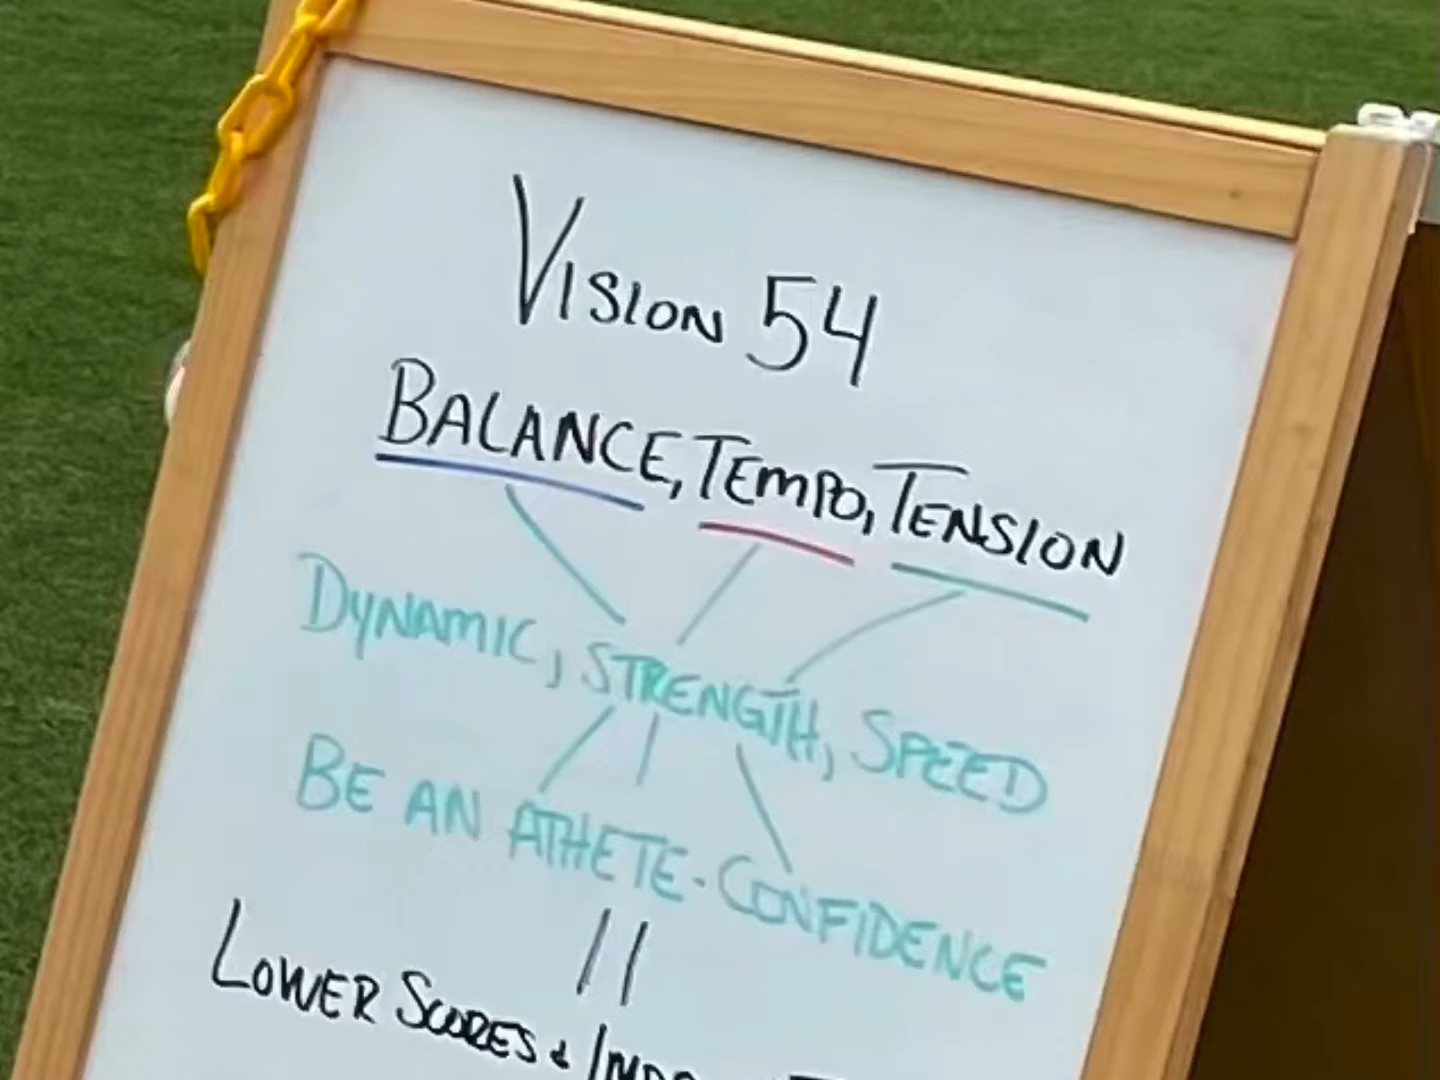 VISION 54
BALANCE, TEMPO, TENSION
DYNAMIC, STRENGTH, SPEED
BE AN ATHETE - CONFIDENCE
LOWER SCORES &